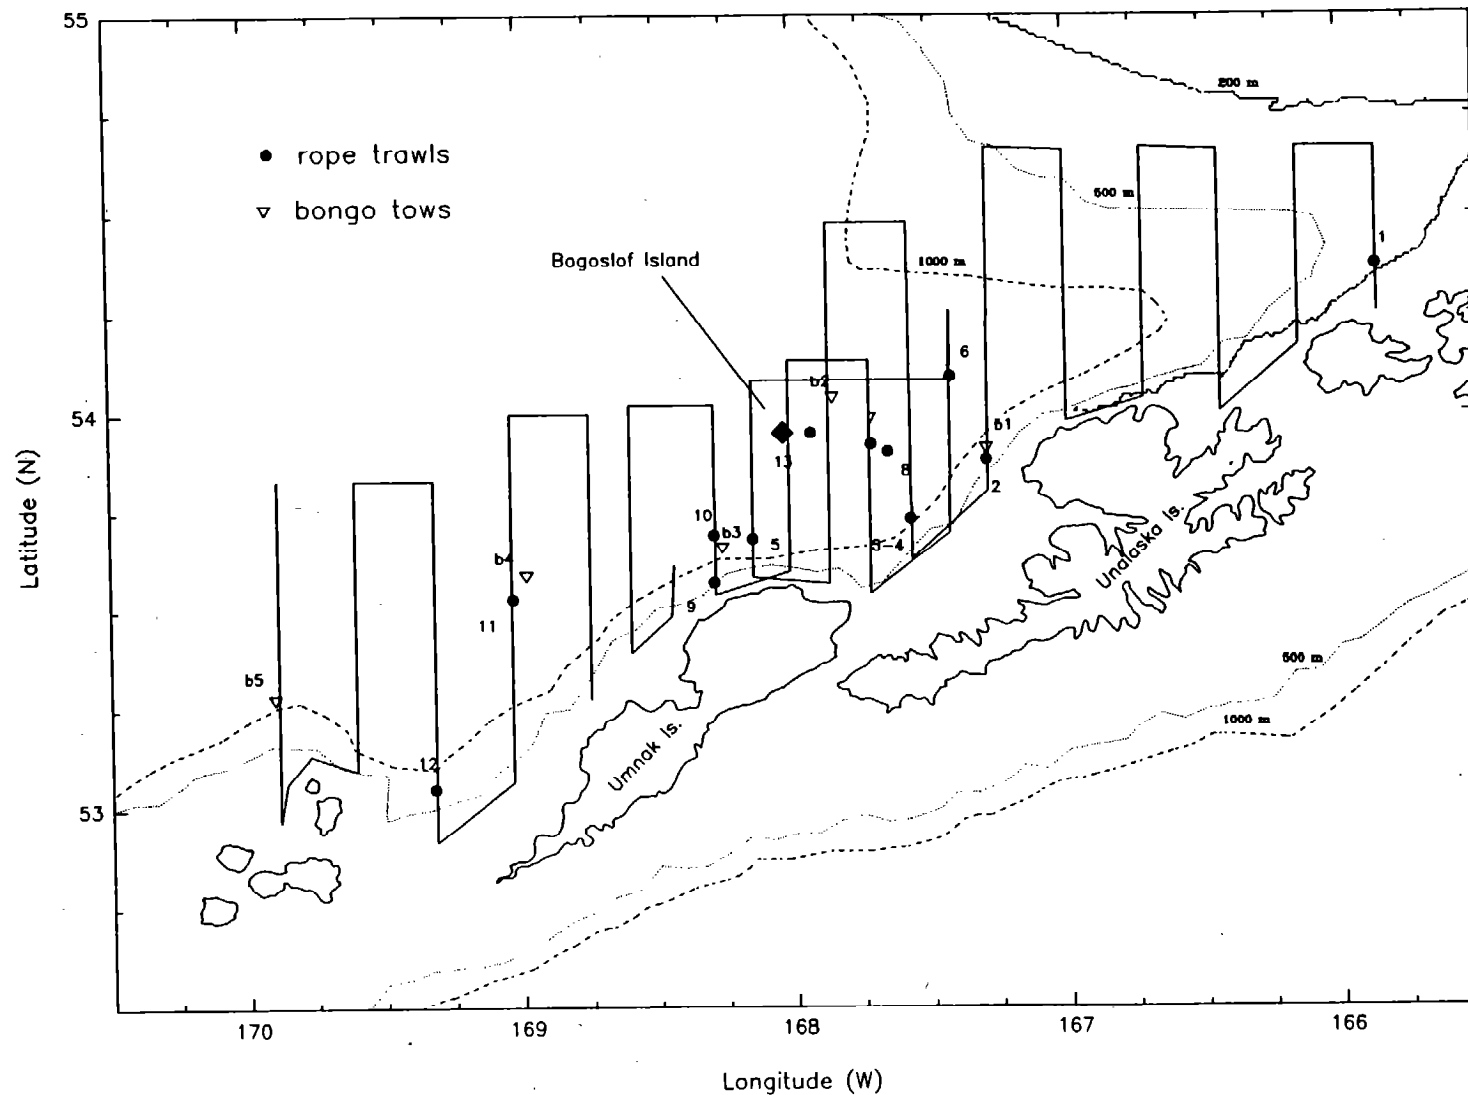 55
200 m
rope trawls
500 m
bongo tows
1
Bogoslof Island
1000 m
6
b2
54
b1
13
8
2
Latitude (N)
10
b3
5
3-4
b4
Unalaska Is.
9
11
500 m
b5
1000 m
Umnak Is.
12
53
170
169
168
167
166
Longitude (W)